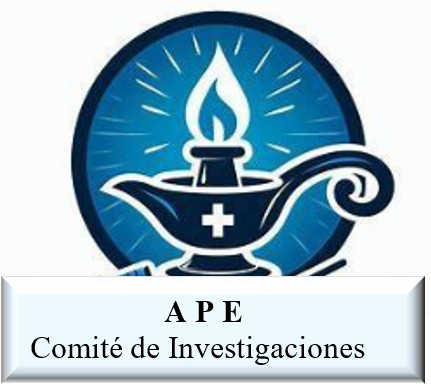 A P E
Comité de Investigaciones